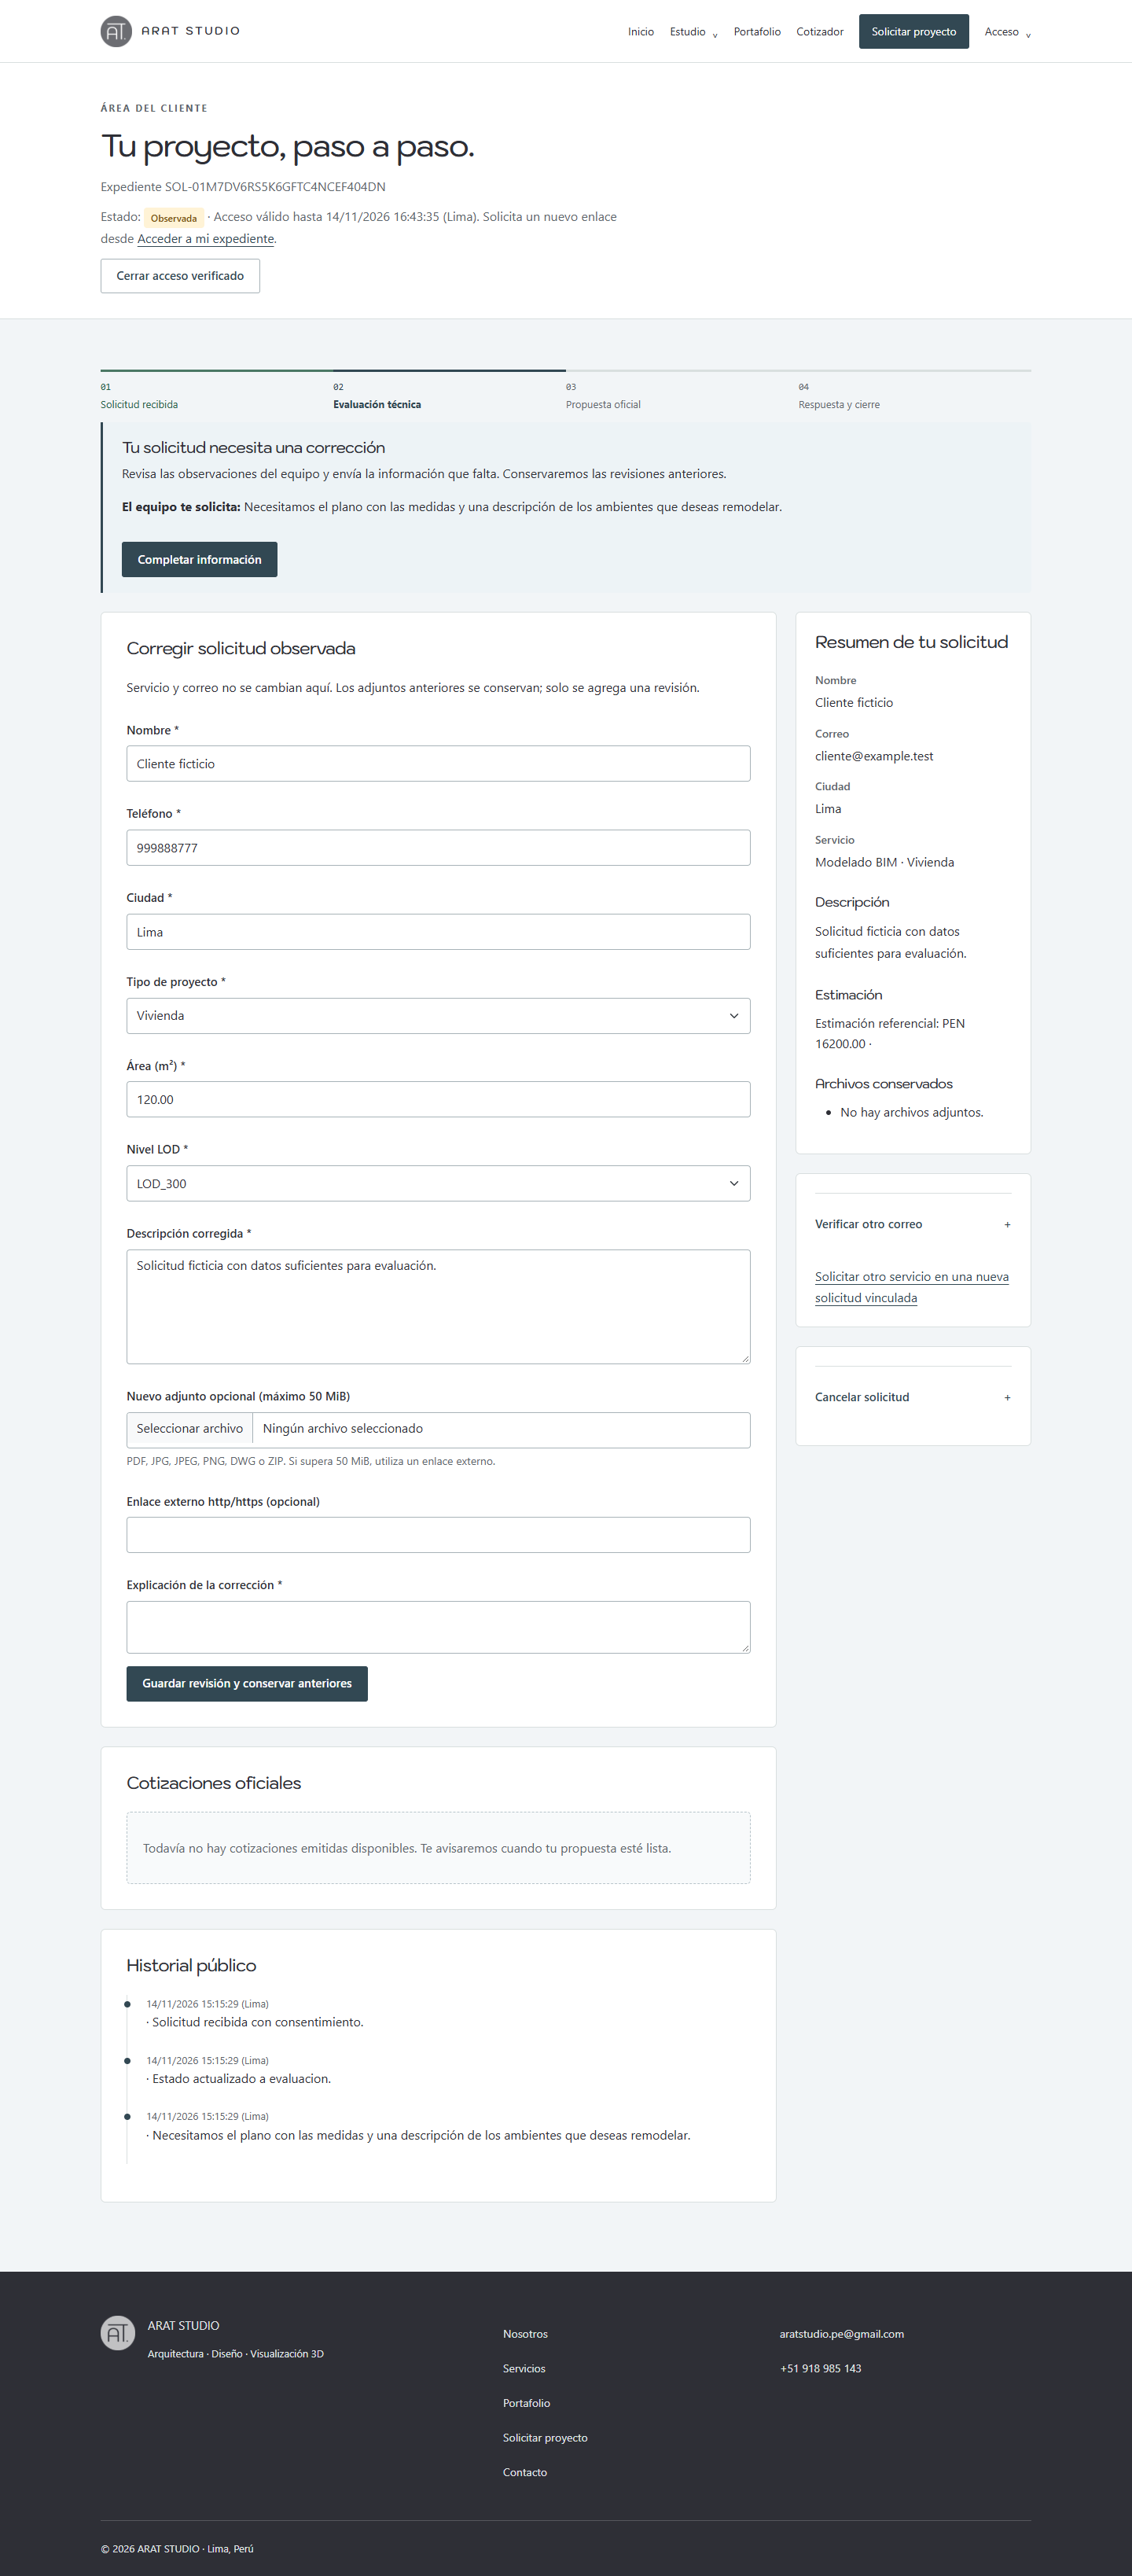 AT.
ARAT STUDIO
Inicio
Estudio v
Portafolio
Cotizador
Solicitar proyecto
Acceso v
ÁREA DEL CLIENTE
Tu proyecto, paso a paso.
Expediente SOL-01M7DV6RS5K6GFTC4NCEF404DN
Estado: Observada · Acceso válido hasta 14/11/2026 16:43:35 (Lima). Solicita un nuevo enlace
desde Acceder a mi expediente.
Cerrar acceso verificado
01
Solicitud recibida
02
Evaluación técnica
03
Propuesta oficial
04
Respuesta y cierre
Tu solicitud necesita una corrección
Revisa las observaciones del equipo y envía la información que falta. Conservaremos las revisiones anteriores.
El equipo te solicita: Necesitamos el plano con las medidas y una descripción de los ambientes que deseas remodelar.
Completar información
Corregir solicitud observada
Servicio y correo no se cambian aquí. Los adjuntos anteriores se conservan; solo se agrega una revisión.
Nombre *
Cliente ficticio
Teléfono *
999888777
Ciudad *
Lima
Tipo de proyecto *
Vivienda
Área (m²) *
120.00
Nivel LOD *
LOD_300
Descripción corregida *
Solicitud ficticia con datos suficientes para evaluación.
Nuevo adjunto opcional (máximo 50 MiB)
Seleccionar archivo
Ningún archivo seleccionado
PDF, JPG, JPEG, PNG, DWG o ZIP. Si supera 50 MiB, utiliza un enlace externo.
Enlace externo http/https (opcional)
Explicación de la corrección *
Guardar revisión y conservar anteriores
Resumen de tu solicitud
Nombre
Cliente ficticio
Correo
cliente@example.test
Ciudad
Lima
Servicio
Modelado BIM · Vivienda
Descripción
Solicitud ficticia con datos
suficientes para evaluación.
Estimación
Estimación referencial: PEN
16200.00 ·
Archivos conservados
• No hay archivos adjuntos.
Verificar otro correo +
Solicitar otro servicio en una nueva
solicitud vinculada
Cancelar solicitud +
Cotizaciones oficiales
Todavía no hay cotizaciones emitidas disponibles. Te avisaremos cuando tu propuesta esté lista.
Historial público
14/11/2026 15:15:29 (Lima)
· Solicitud recibida con consentimiento.
14/11/2026 15:15:29 (Lima)
· Estado actualizado a evaluacion.
14/11/2026 15:15:29 (Lima)
· Necesitamos el plano con las medidas y una descripción de los ambientes que deseas remodelar.
AT.
ARAT STUDIO
Arquitectura · Diseño · Visualización 3D
Nosotros
Servicios
Portafolio
Solicitar proyecto
Contacto
aratstudio.pe@gmail.com
+51 918 985 143
© 2026 ARAT STUDIO · Lima, Perú